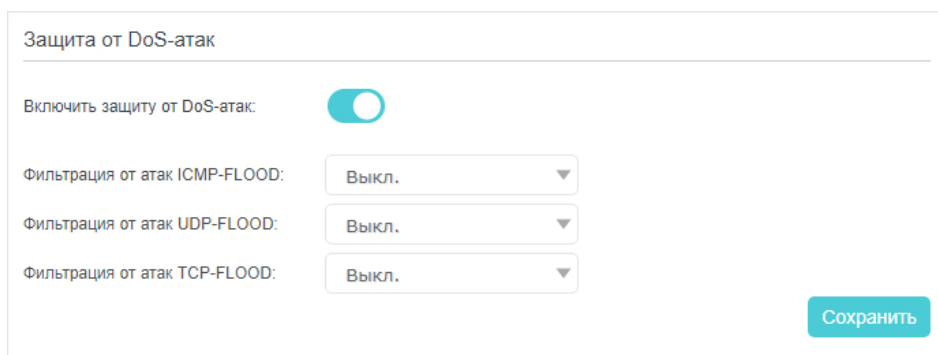 Защита от DoS-атак
Включить защиту от DoS-атак:
Фильтрация от атак ICMP-FLOOD: Выкл.
Фильтрация от атак UDP-FLOOD: Выкл.
Фильтрация от атак TCP-FLOOD: Выкл.
Сохранить